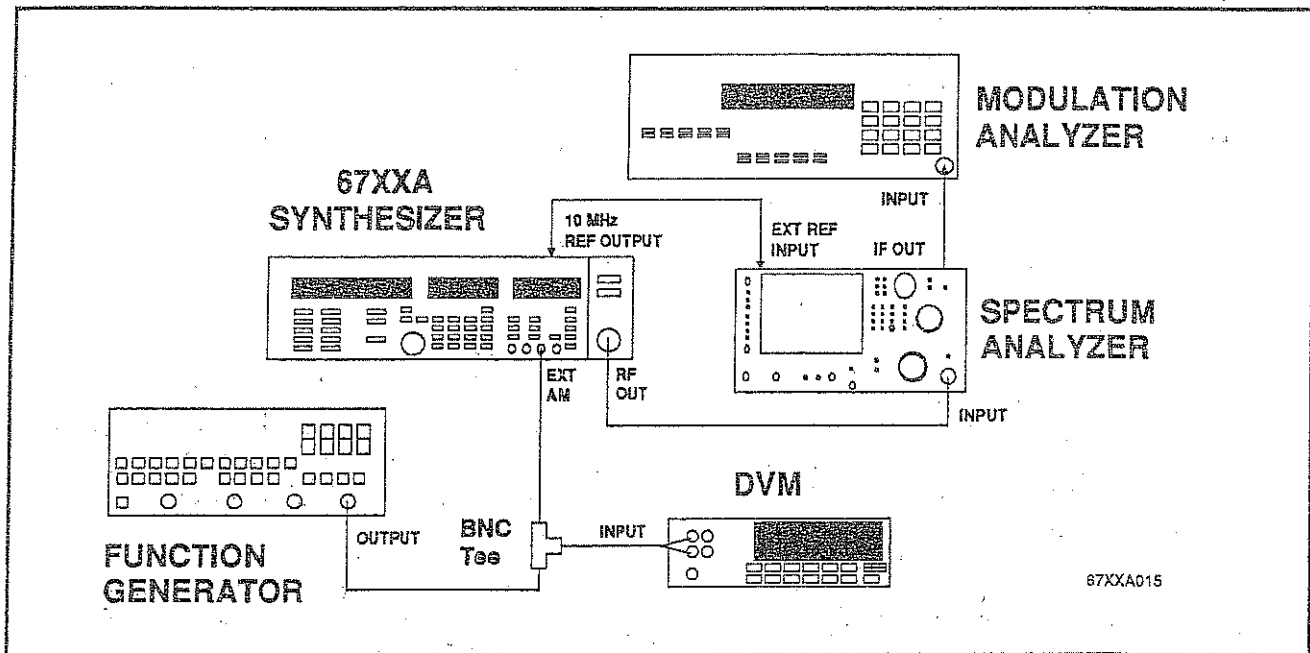 MODULATION
ANALYZER
INPUT
67XXA
SYNTHESIZER
10 MHz
REF OUTPUT
EXT REF
INPUT
IF OUT
SPECTRUM
ANALYZER
EXT
AM
RF
OUT
INPUT
FUNCTION
GENERATOR
OUTPUT
BNC
Tee
INPUT
DVM
67XXA015